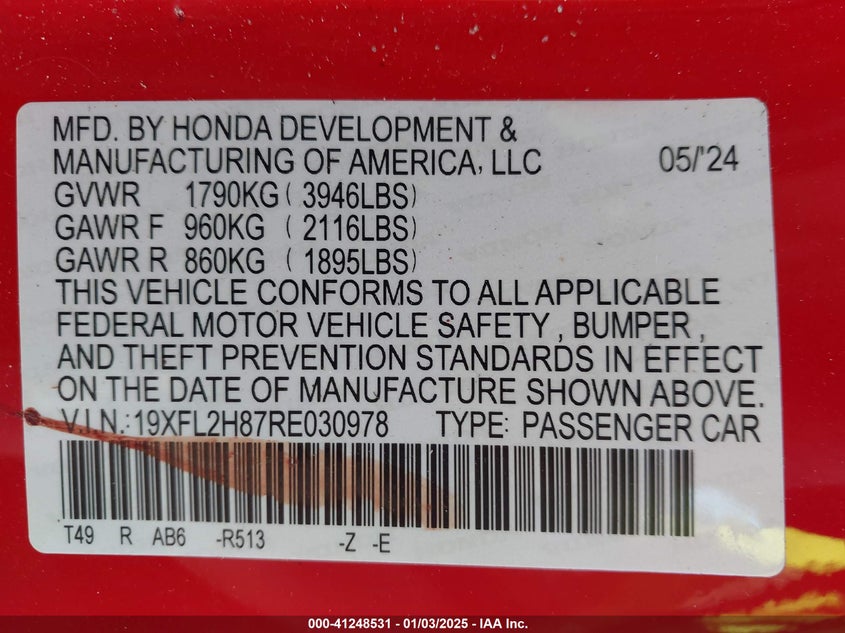 MFD. BY HONDA DEVELOPMENT &
MANUFACTURING OF AMERICA, LLC 05/'24
GVWR 1790KG ( 3946LBS)
GAWR F 960KG ( 2116LBS)
GAWR R 860KG ( 1895LBS)
THIS VEHICLE CONFORMS TO ALL APPLICABLE
FEDERAL MOTOR VEHICLE SAFETY , BUMPER ,
AND THEFT PREVENTION STANDARDS IN EFFECT
ON THE DATE OF MANUFACTURE SHOWN ABOVE.
V.I.N.:19XFL2H87RE030978 TYPE: PASSENGER CAR
T49 R AB6 -R513 -Z -E
000-41248531 - 01/03/2025 - IAA Inc.